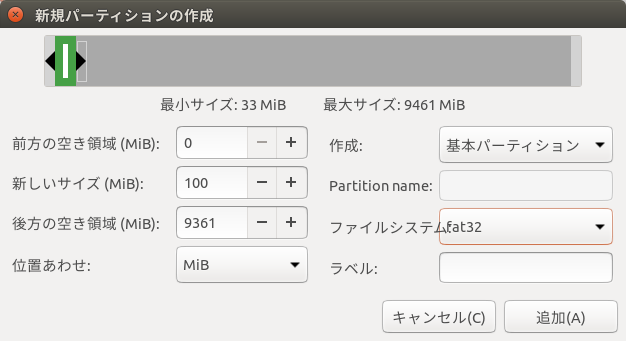 新規パーティションの作成
最小サイズ: 33 MiB 最大サイズ: 9461 MiB
前方の空き領域 (MiB): 0 作成: 基本パーティション
新しいサイズ (MiB): 100 Partition name:
後方の空き領域 (MiB): 9361 ファイルシステム: fat32
位置あわせ: MiB ラベル:
キャンセル(C) 追加(A)